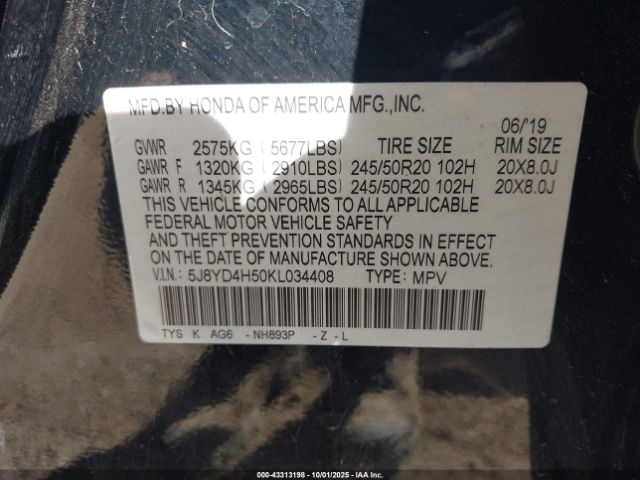 MFD.BY HONDA OF AMERICA MFG.,INC.
06/'19
GVWR 2575KG (5677LBS) TIRE SIZE RIM SIZE
GAWR F 1320KG (2910LBS) 245/50R20 102H 20X8.0J
GAWR R 1345KG (2965LBS) 245/50R20 102H 20X8.0J
THIS VEHICLE CONFORMS TO ALL APPLICABLE
FEDERAL MOTOR VEHICLE SAFETY
AND THEFT PREVENTION STANDARDS IN EFFECT
ON THE DATE OF MANUFACTURE SHOWN ABOVE.
V.I.N.: 5J8YD4H50KL034408 TYPE: MPV
TYS K AG6 -NH893P -Z -L
000-43313198 - 10/01/2025 - IAA Inc.